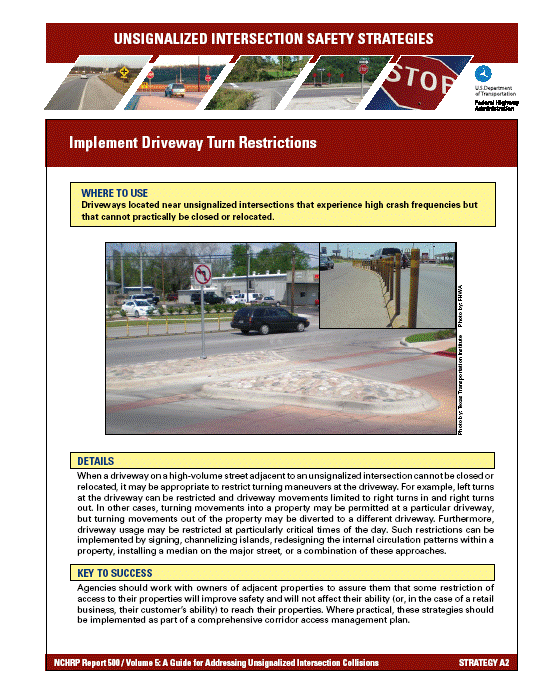 UNSIGNALIZED INTERSECTION SAFETY STRATEGIES
STOP
U.S. Department
of Transportation
Federal Highway
Administration
Implement Driveway Turn Restrictions
WHERE TO USE
Driveways located near unsignalized intersections that experience high crash frequencies but
that cannot practically be closed or relocated.
Photo by: Texas Transportation Institute Photo by: FHWA
DETAILS
When a driveway on a high-volume street adjacent to an unsignalized intersection cannot be closed or
relocated, it may be appropriate to restrict turning maneuvers at the driveway. For example, left turns
at the driveway can be restricted and driveway movements limited to right turns in and right turns
out. In other cases, turning movements into a property may be permitted at a particular driveway,
but turning movements out of the property may be diverted to a different driveway. Furthermore,
driveway usage may be restricted at particularly critical times of the day. Such restrictions can be
implemented by signing, channelizing islands, redesigning the internal circulation patterns within a
property, installing a median on the major street, or a combination of these approaches.
KEY TO SUCCESS
Agencies should work with owners of adjacent properties to assure them that some restriction of
access to their properties will improve safety and will not affect their ability (or, in the case of a retail
business, their customer's ability) to reach their properties. Where practical, these strategies should
be implemented as part of a comprehensive corridor access management plan.
NCHRP Report 500 / Volume 5: A Guide for Addressing Unsignalized Intersection Collisions
STRATEGY A2